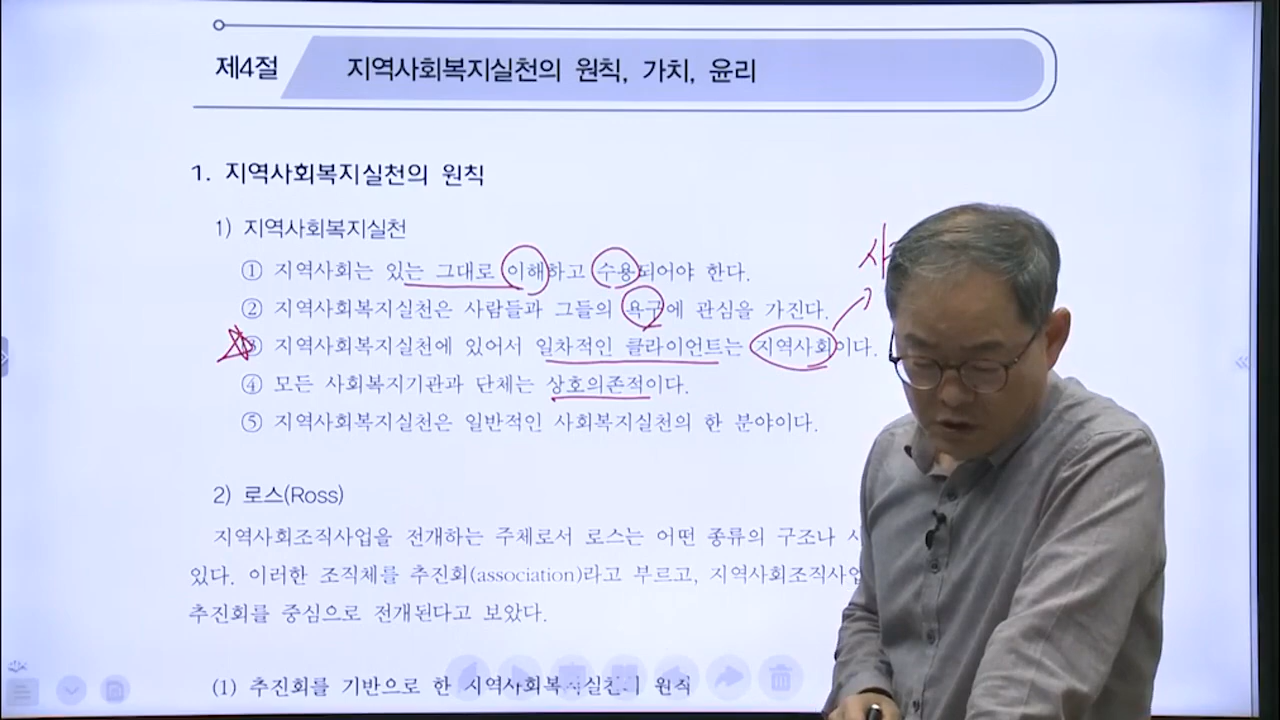 제4절 지역사회복지실천의 원칙, 가치, 윤리
1. 지역사회복지실천의 원칙
1) 지역사회복지실천
① 지역사회는 있는 그대로 이해하고 수용되어야 한다.
② 지역사회복지실천은 사람들과 그들의 욕구에 관심을 가진다.
③ 지역사회복지실천에 있어서 일차적인 클라이언트는 지역사회이다.
④ 모든 사회복지기관과 단체는 상호의존적이다.
⑤ 지역사회복지실천은 일반적인 사회복지실천의 한 분야이다.
2) 로스(Ross)
지역사회조직사업을 전개하는 주체로서 로스는 어떤 종류의 구조나
있다. 이러한 조직체를 추진회(association)라고 부르고, 지역사회조직사업
추진회를 중심으로 전개된다고 보았다.
(1) 추진회를 기반으로 한 지역사회복지실천의 원칙